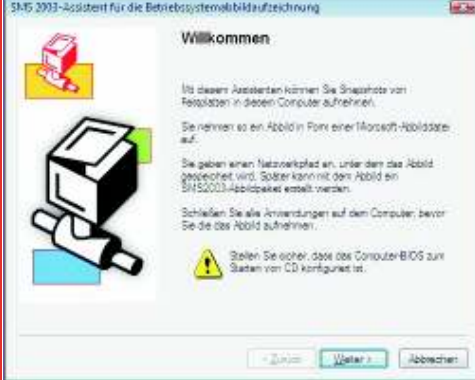 SMS 2003-Assistent für die Betriebssystemabbildaufzeichnung
Willkommen
Mit diesem Assistenten können Sie Snapshots von
Festplatten in diesem Computer aufnehmen.
Sie nehmen so ein Abbild in Form einer Microsoft-Abbilddatei
auf.
Sie geben einen Netzwerkpfad an, unter dem das Abbild
gespeichert wird. Später kann mit dem Abbild ein
SMS2003-Abbildpaket erstellt werden.
Schließen Sie alle Anwendungen auf dem Computer, bevor
Sie die das Abbild aufnehmen.
Stellen Sie sicher, dass das Computer-BIOS zum
Starten von CD konfiguriert ist.
< Zurück Weiter > Abbrechen